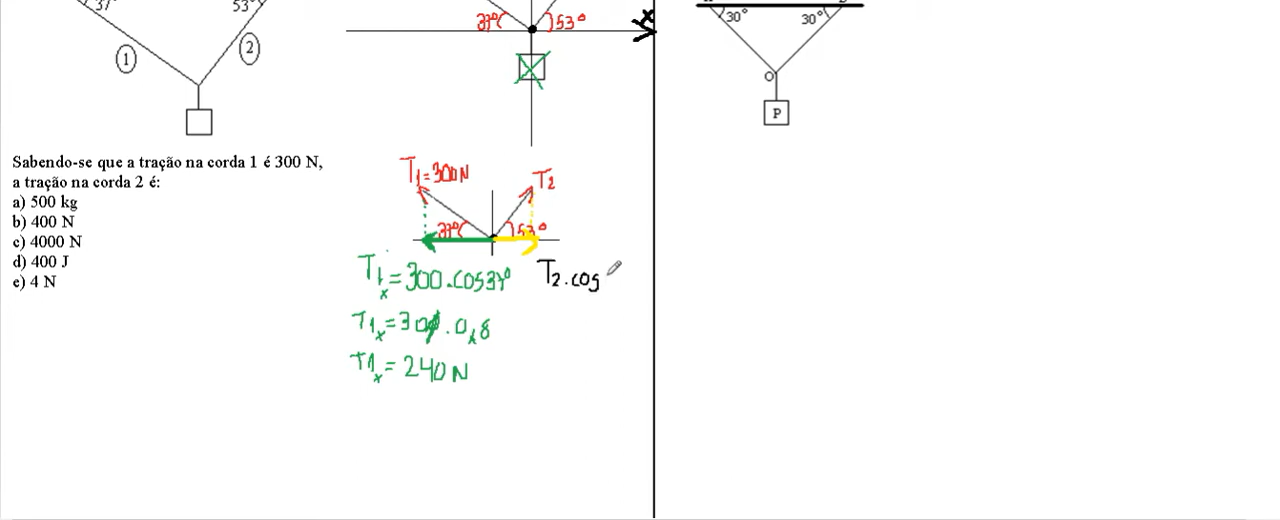 37°
53°
1
2
Sabendo-se que a tração na corda 1 é 300 N,
a tração na corda 2 é:
a) 500 kg
b) 400 N
c) 4000 N
d) 400 J
e) 4 N
37°
53°
X
T1=300N
T2
37°
53°
T1x=300.cos37°
T2.cos
T1x=300.0,8
T1x=240N
30°
30°
O
P